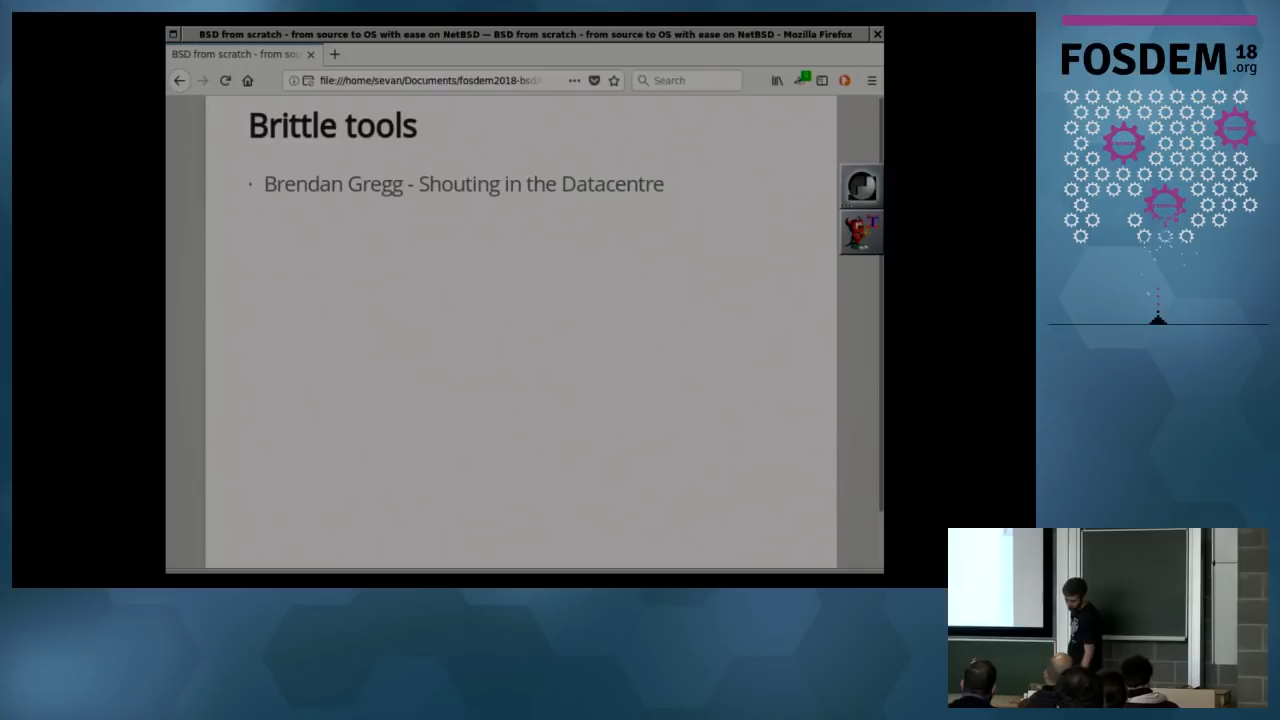 BSD from scratch - from source to OS with ease on NetBSD — BSD from scratch - from source to OS with ease on NetBSD - Mozilla Firefox
BSD from scratch - from sou
file:///home/sevan/Documents/fosdem2018-bsd
Search
Brittle tools
· Brendan Gregg - Shouting in the Datacentre
FOSDEM 18
.org